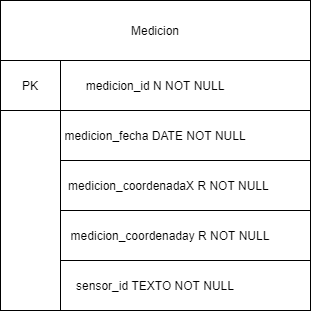 Medicion
PK medicion_id N NOT NULL
medicion_fecha DATE NOT NULL
medicion_coordenadaX R NOT NULL
medicion_coordenaday R NOT NULL
sensor_id TEXTO NOT NULL